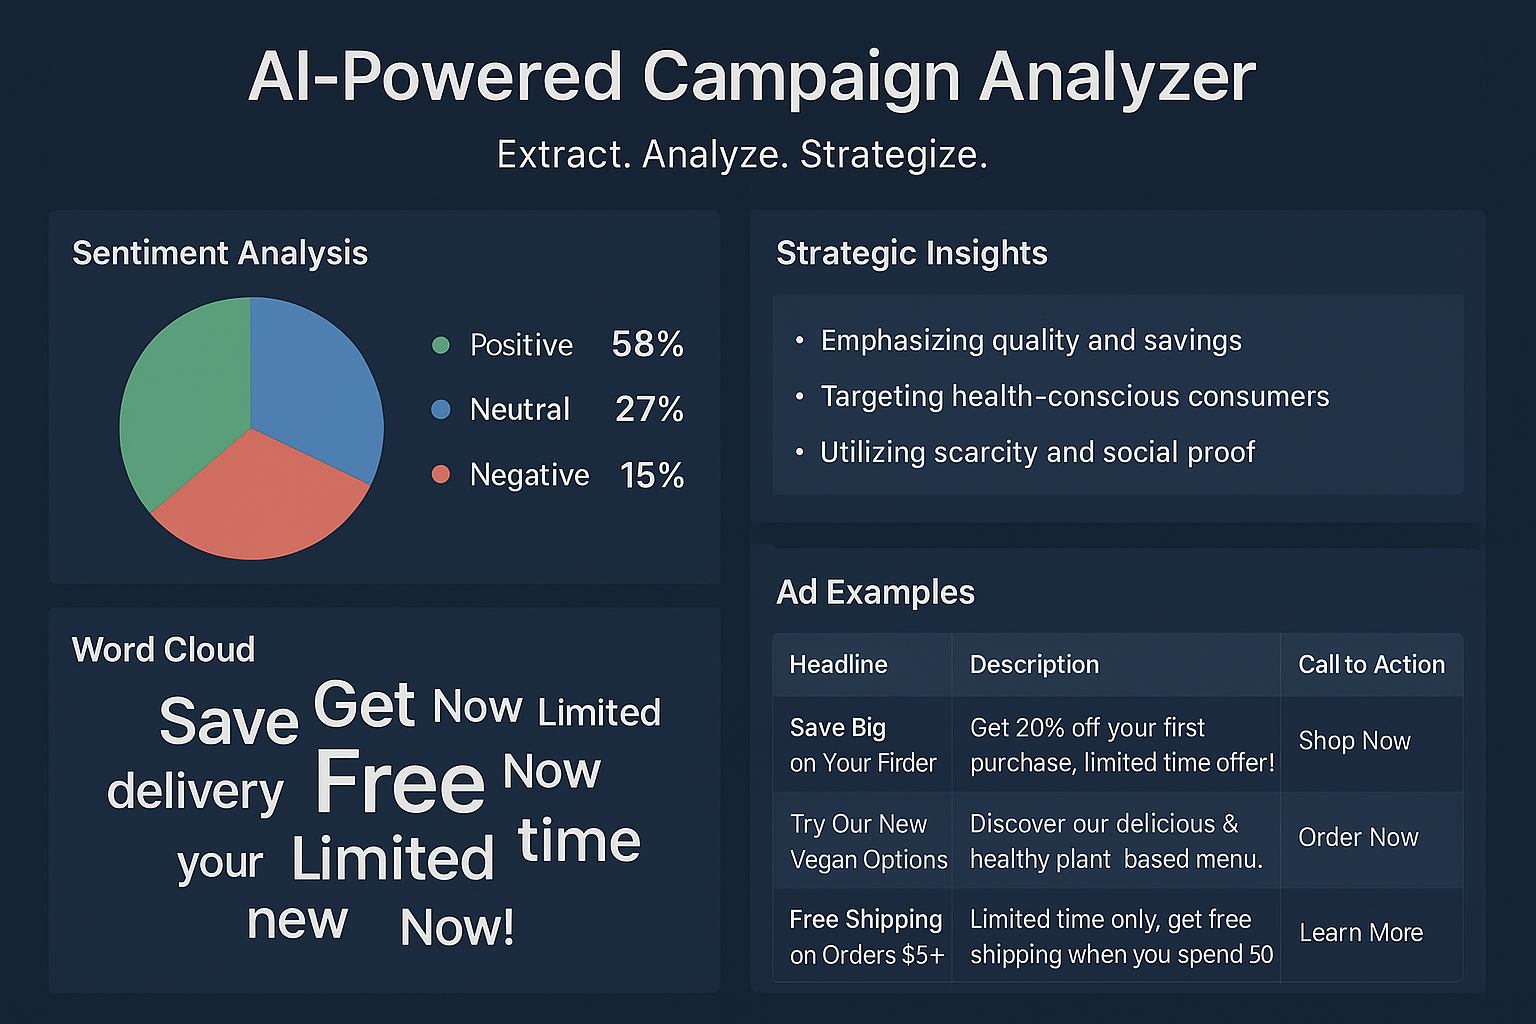 AI-Powered Campaign Analyzer
Extract. Analyze. Strategize.
Sentiment Analysis
Positive 58%
Neutral 27%
Negative 15%
Word Cloud
Save Get Now Limited
delivery Free Now
your Limited time
new Now!
Strategic Insights
• Emphasizing quality and savings
• Targeting health-conscious consumers
• Utilizing scarcity and social proof
Ad Examples
Headline Description Call to Action
Save Big Get 20% off your first
Shop Now
on Your Firder purchase, limited time offer!
Try Our New Discover our delicious &
Order Now
Vegan Options healthy plant based menu.
Free Shipping Limited time only, get free
Learn More
on Orders $5+ shipping when you spend 50